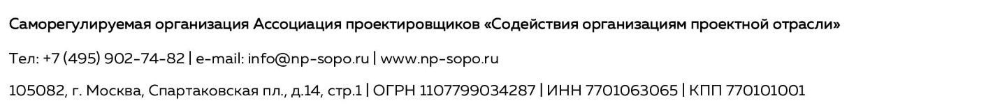 Саморегулируемая организация Ассоциация проектировщиков «Содействия организациям проектной отрасли»
Тел: +7 (495) 902-74-82 | e-mail: info@np-sopo.ru | www.np-sopo.ru
105082, г. Москва, Спартаковская пл., д.14, стр.1 | ОГРН 1107799034287 | ИНН 7701063065 | КПП 770101001